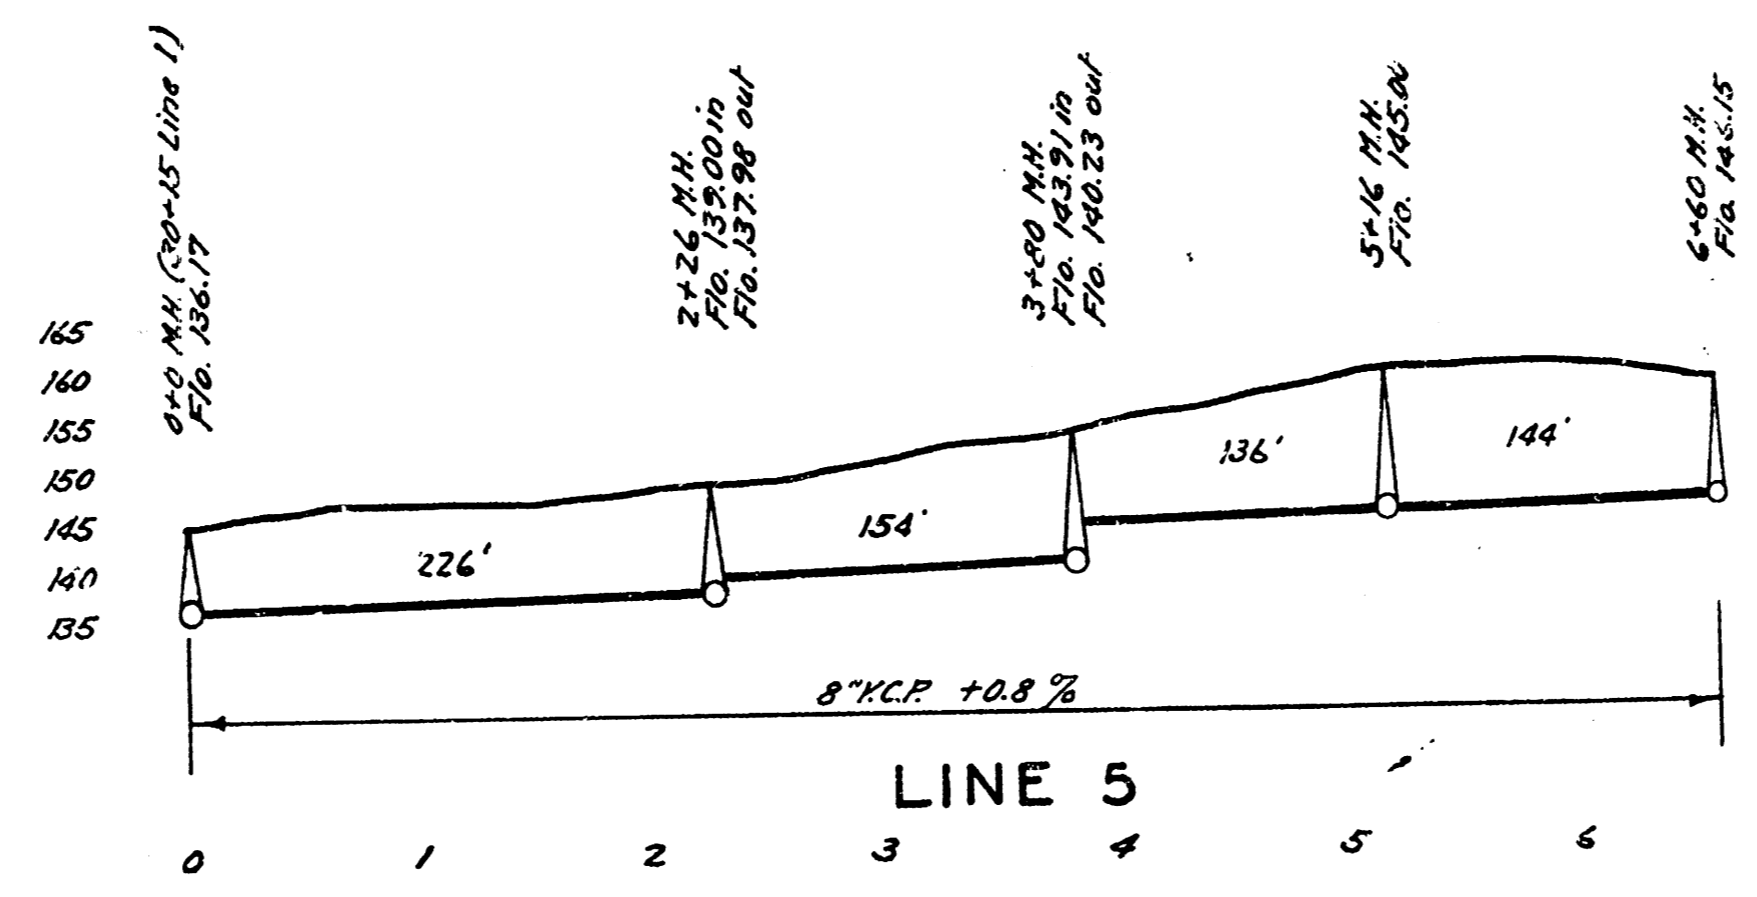 0+0 M.H. (20+15 Line 1)
Flo. 136.17
2+26 M.H.
Flo. 139.00 in
Flo. 137.98 out
3+80 M.H.
Flo. 143.91 in
Flo. 140.23 out
5+16 M.H.
Flo. 145.00
6+60 M.H.
Flo. 146.15
165
160
155
150
145
140
135
226'
154'
136'
144'
8" V.C.P. +0.8 %
LINE 5
0 1 2 3 4 5 6